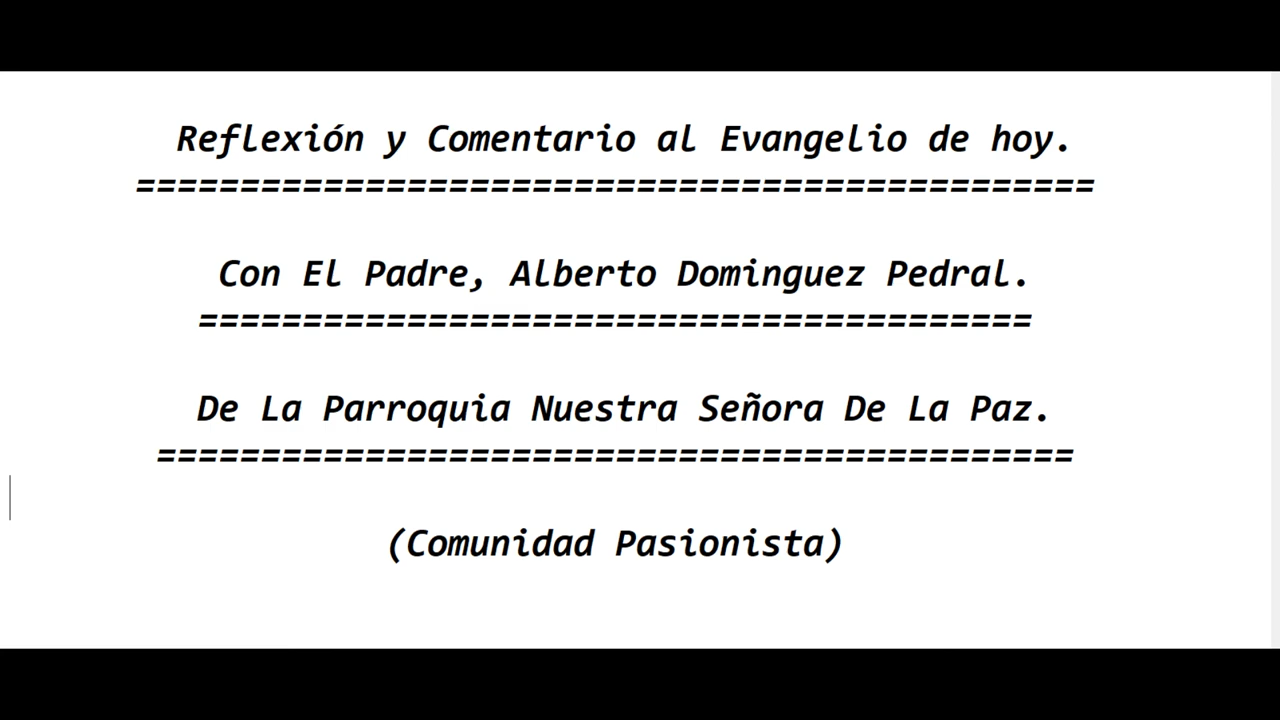 Reflexión y Comentario al Evangelio de hoy.
==============================================
Con El Padre, Alberto Dominguez Pedral.
========================================
De La Parroquia Nuestra Señora De La Paz.
============================================
(Comunidad Pasionista)